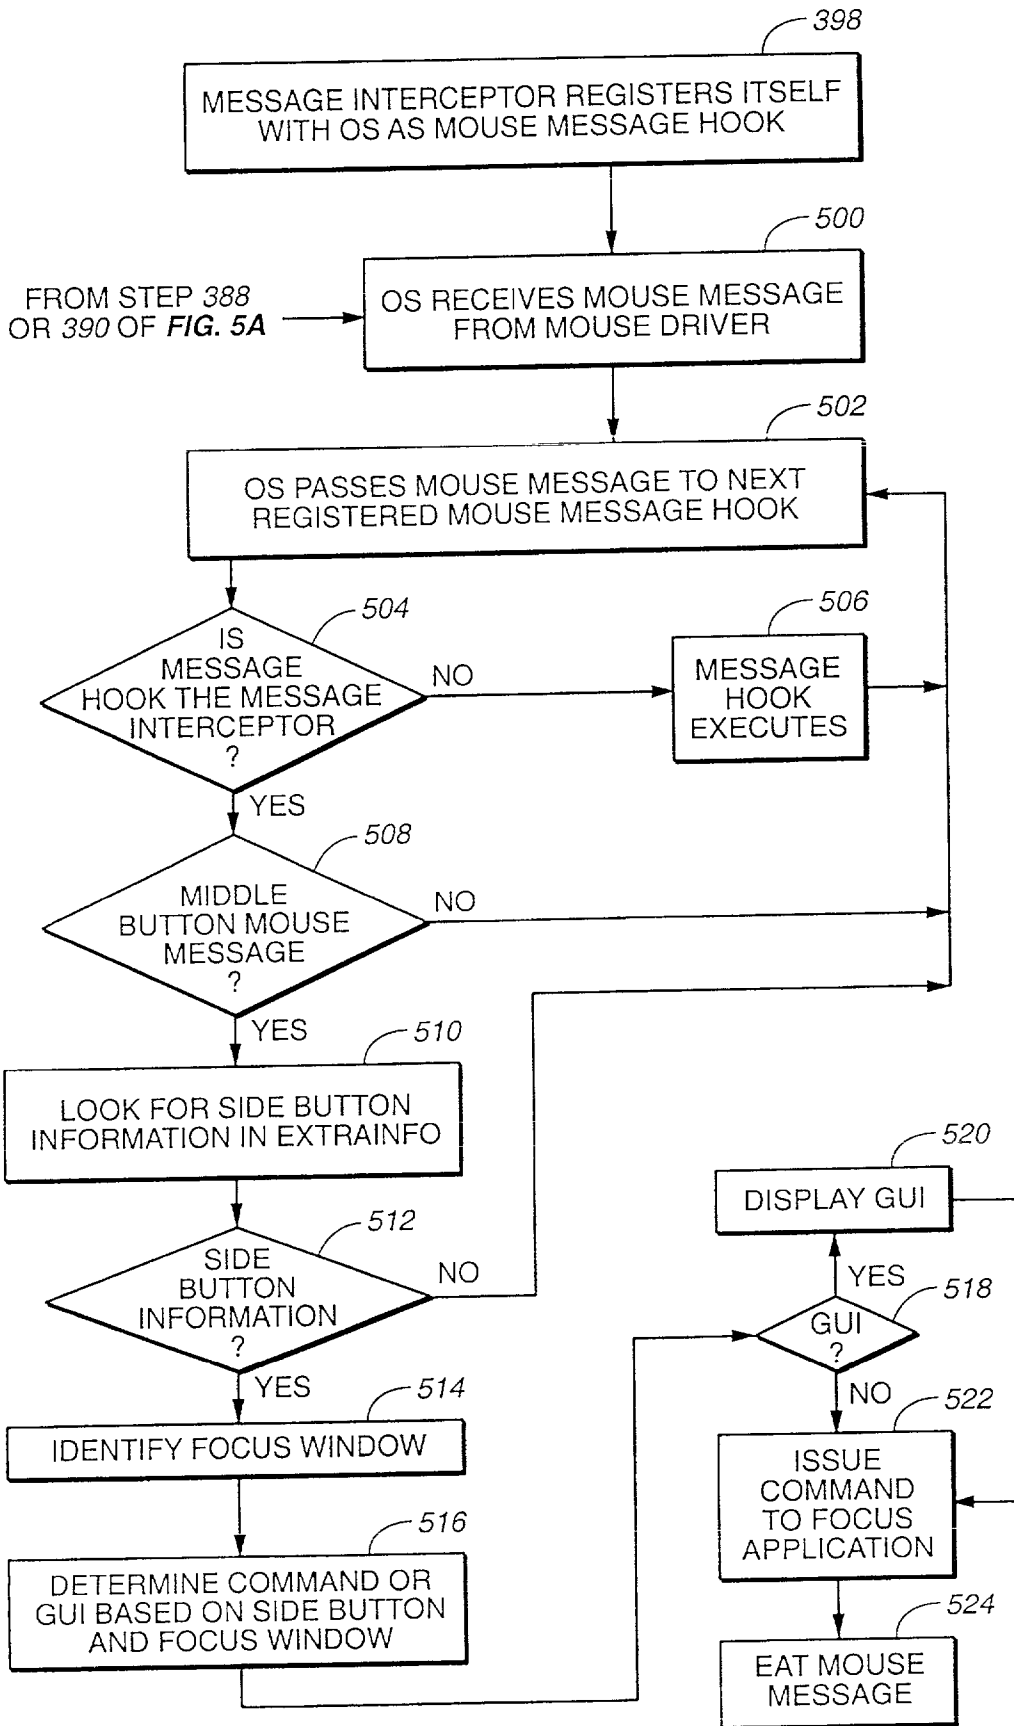 398
MESSAGE INTERCEPTOR REGISTERS ITSELF
WITH OS AS MOUSE MESSAGE HOOK
500
FROM STEP 388
OR 390 OF FIG. 5A
OS RECEIVES MOUSE MESSAGE
FROM MOUSE DRIVER
502
OS PASSES MOUSE MESSAGE TO NEXT
REGISTERED MOUSE MESSAGE HOOK
504
IS
MESSAGE
HOOK THE MESSAGE
INTERCEPTOR
?
NO
506
MESSAGE
HOOK
EXECUTES
YES
508
MIDDLE
BUTTON MOUSE
MESSAGE
?
NO
YES
510
LOOK FOR SIDE BUTTON
INFORMATION IN EXTRAINFO
512
SIDE
BUTTON
INFORMATION
?
NO
YES
514
IDENTIFY FOCUS WINDOW
516
DETERMINE COMMAND OR
GUI BASED ON SIDE BUTTON
AND FOCUS WINDOW
520
DISPLAY GUI
YES
518
GUI
?
NO
522
ISSUE
COMMAND
TO FOCUS
APPLICATION
524
EAT MOUSE
MESSAGE